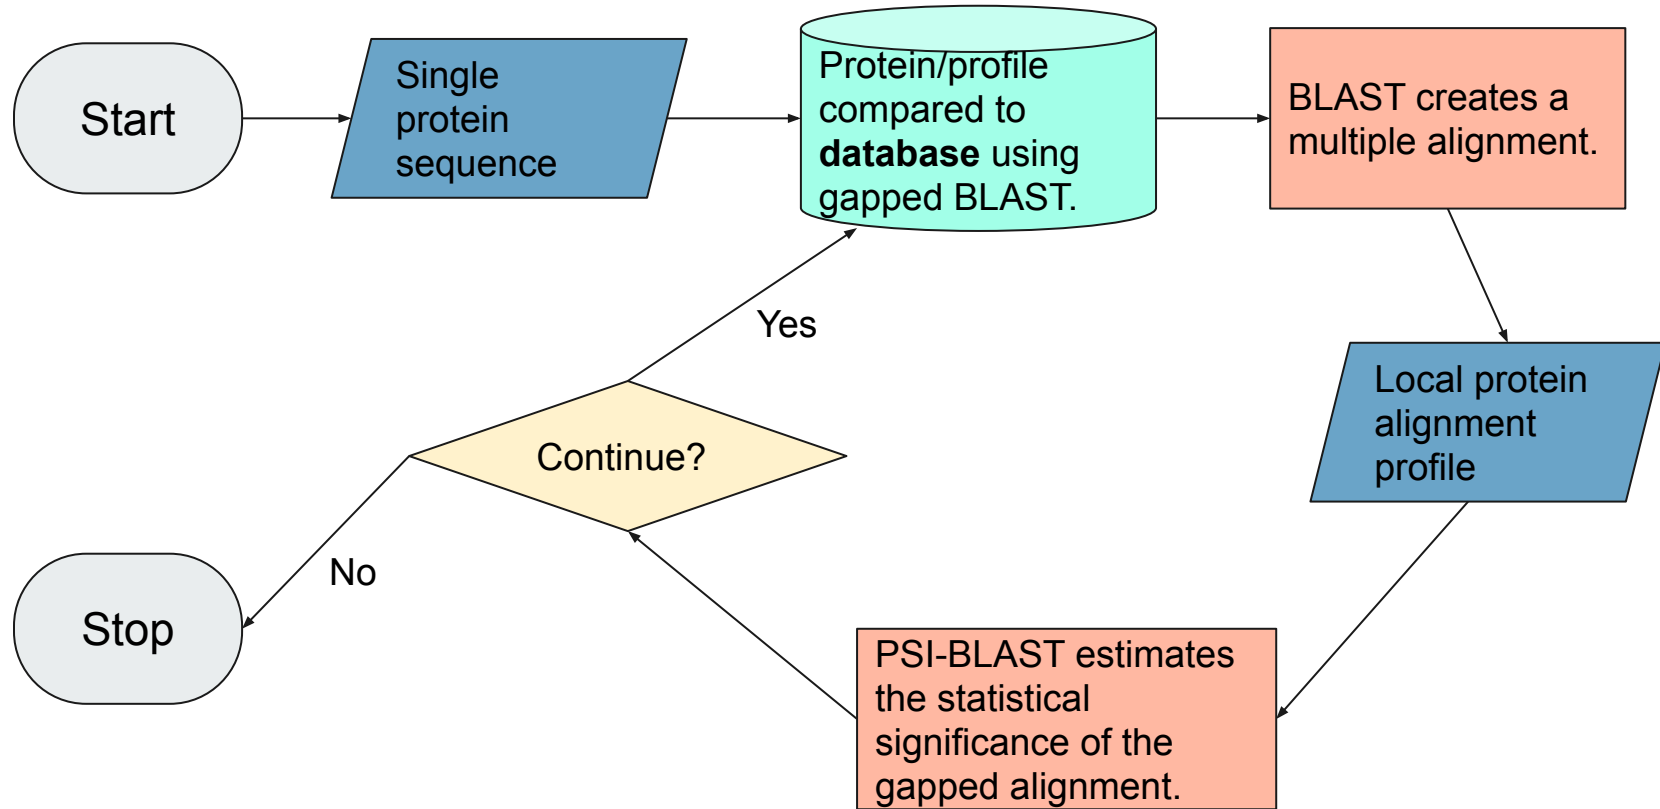 Start
Single
protein
sequence
Protein/profile
compared to
database using
gapped BLAST.
BLAST creates a
multiple alignment.
Local protein
alignment
profile
PSI-BLAST estimates
the statistical
significance of the
gapped alignment.
Continue?
Yes
No
Stop